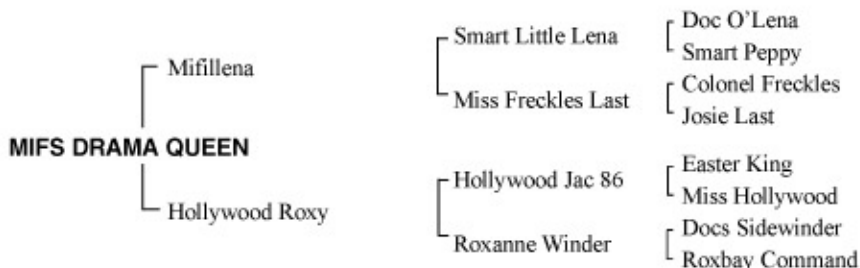 Doc O’Lena
Smart Little Lena
Smart Peppy
Mifillena
Colonel Freckles
Miss Freckles Last
Josie Last
MIFS DRAMA QUEEN
Easter King
Hollywood Jac 86
Miss Hollywood
Hollywood Roxy
Docs Sidewinder
Roxanne Winder
Roxbay Command